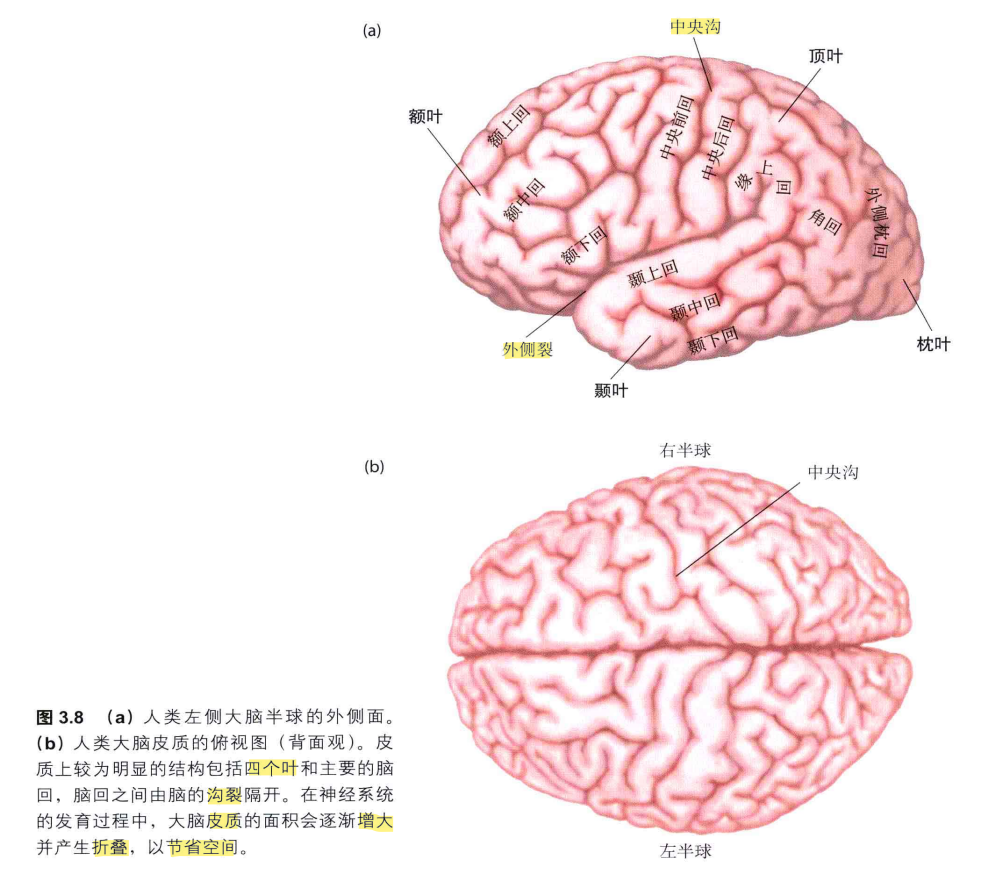 (a)
中央沟
顶叶
额叶
额上回
中央前回
中央后回
缘上回
额中回
角回
外侧枕回
额下回
颞上回
颞中回
颞下回
外侧裂
枕叶
颞叶
(b)
右半球
中央沟
左半球
图 3.8 (a) 人类左侧大脑半球的外侧面。
(b) 人类大脑皮质的俯视图（背面观）。皮
质上较为明显的结构包括四个叶和主要的脑
回，脑回之间由脑的沟裂隔开。在神经系统
的发育过程中，大脑皮质的面积会逐渐增大
并产生折叠，以节省空间。